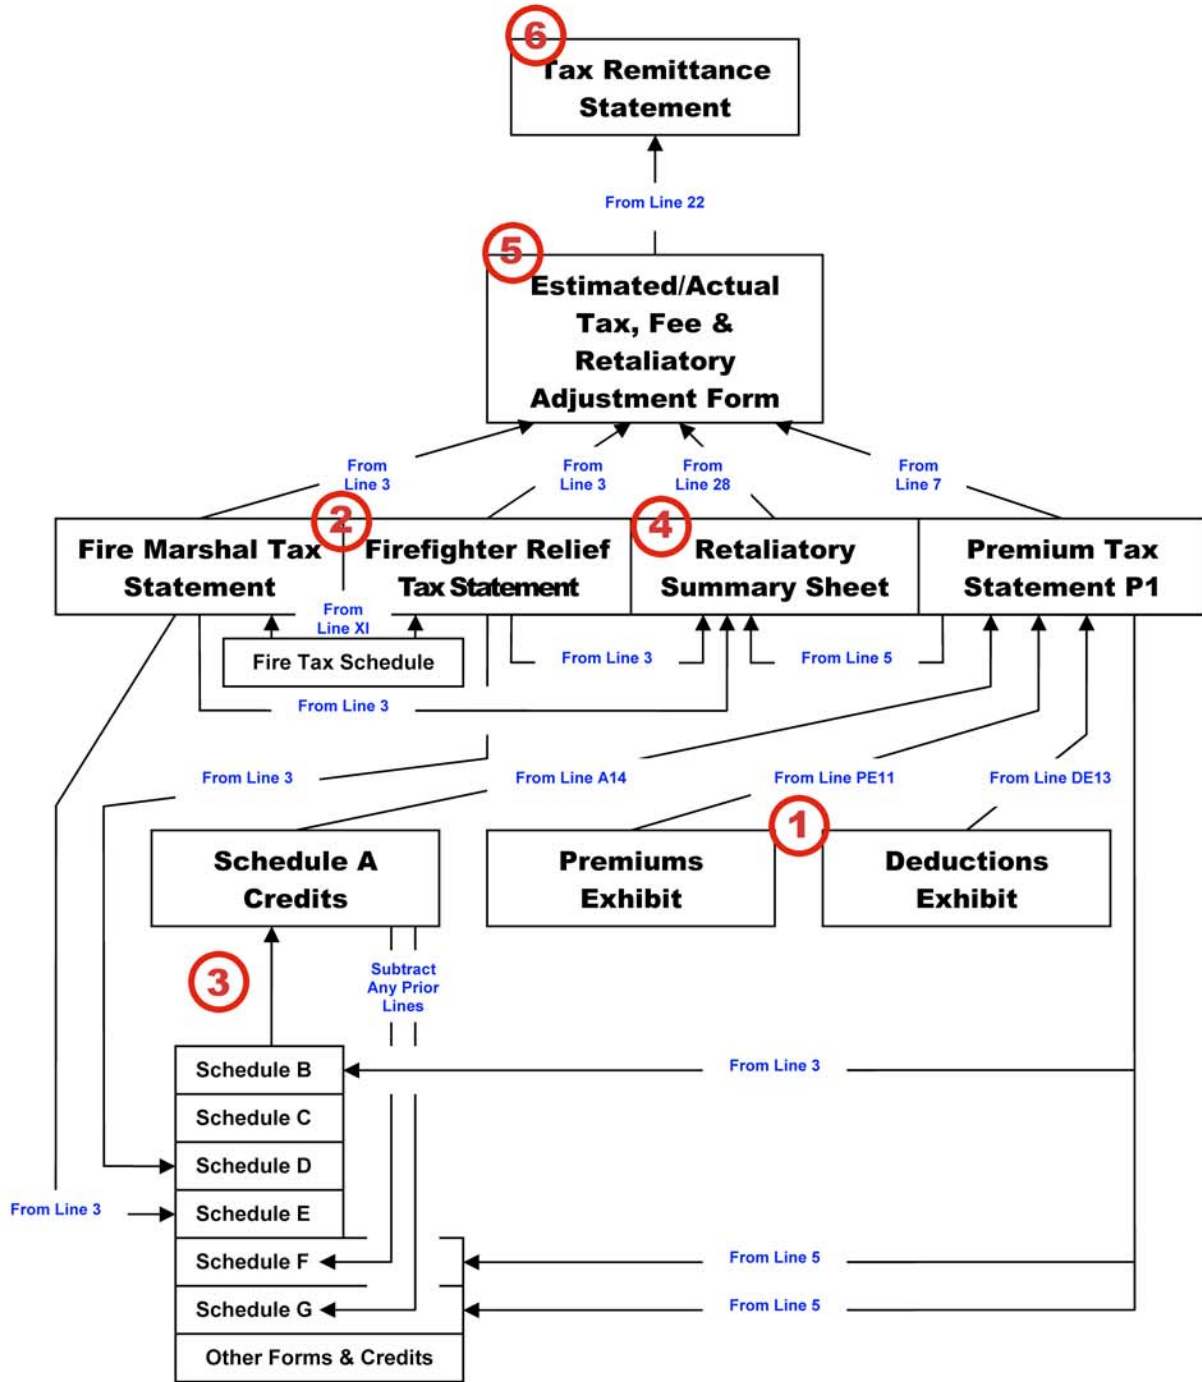 6
Tax Remittance
Statement
From Line 22
5
Estimated/Actual
Tax, Fee &
Retaliatory
Adjustment Form
From
Line 3
From
Line 3
From
Line 28
From
Line 7
2
4
Fire Marshal Tax
Statement
Firefighter Relief
Tax Statement
Retaliatory
Summary Sheet
Premium Tax
Statement P1
From
Line XI
Fire Tax Schedule
From Line 3
From Line 5
From Line 3
From Line 3
From Line A14
From Line PE11
From Line DE13
1
Schedule A
Credits
Premiums
Exhibit
Deductions
Exhibit
3
Subtract
Any Prior
Lines
Schedule B
From Line 3
Schedule C
Schedule D
From Line 3
Schedule E
Schedule F
From Line 5
Schedule G
From Line 5
Other Forms & Credits